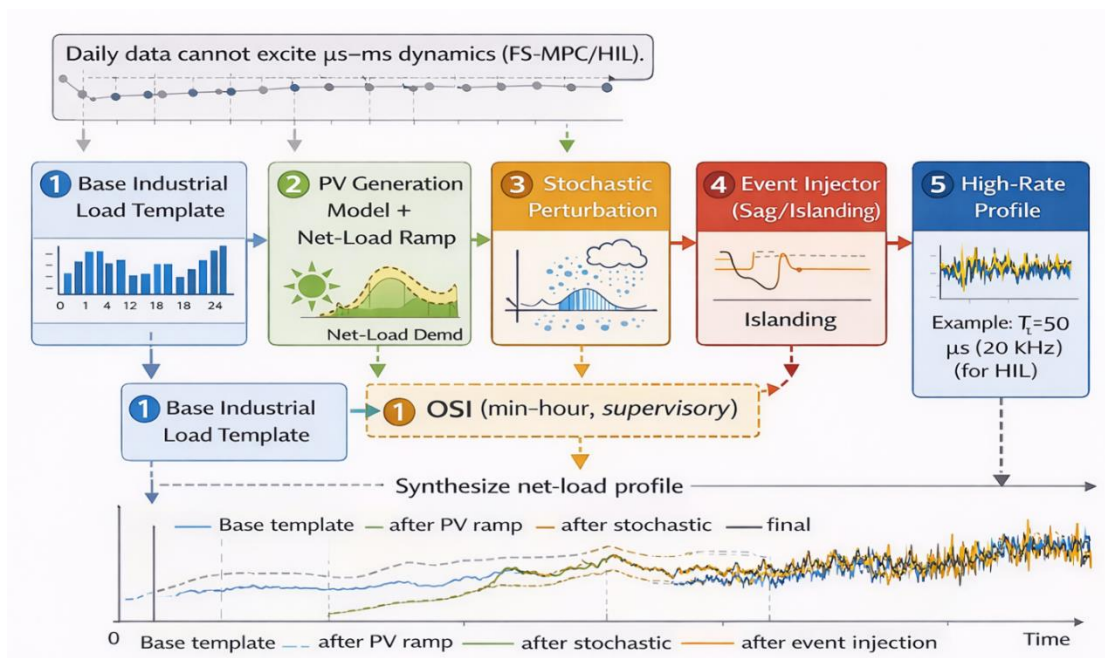 Daily data cannot excite µs–ms dynamics (FS-MPC/HIL).
1 Base Industrial
Load Template
0 1 4 12 18 18 24
2 PV Generation
Model +
Net-Load Ramp
Net-Load Demd
3 Stochastic
Perturbation
4 Event Injector
(Sag/Islanding)
Islanding
5 High-Rate
Profile
Example: Tt=50
µs (20 KHz)
(for HIL)
1 Base Industrial
Load Template
1 OSI (min-hour, supervisory)
Synthesize net-load profile
Base template after PV ramp after stochastic final
0
Time
Base template after PV ramp after stochastic after event injection